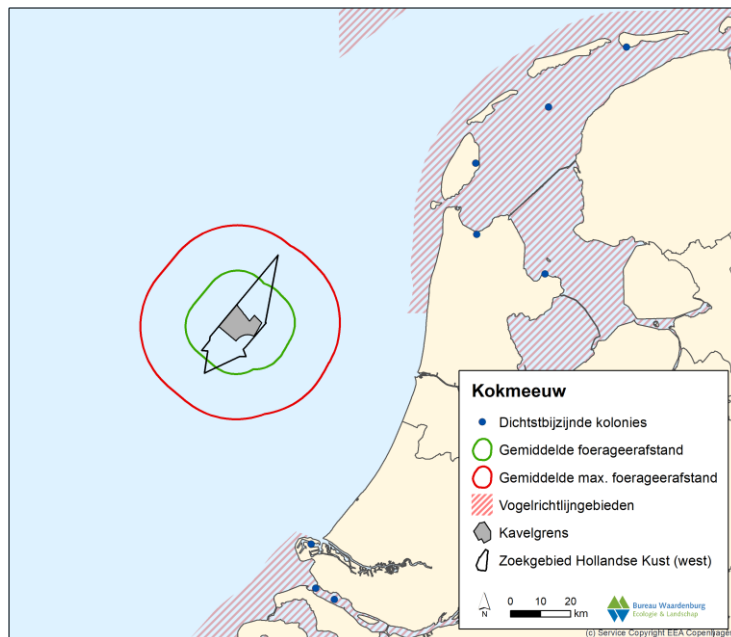 Kokmeeuw
Dichtstbijzijnde kolonies
Gemiddelde foerageerafstand
Gemiddelde max. foerageerafstand
Vogelrichtlijngebieden
Kavelgrens
Zoekgebied Hollandse Kust (west)
N
0 10 20
km
Bureau Waardenburg
Ecologie & Landschap
(c) Service Copyright EEA Copenhagen